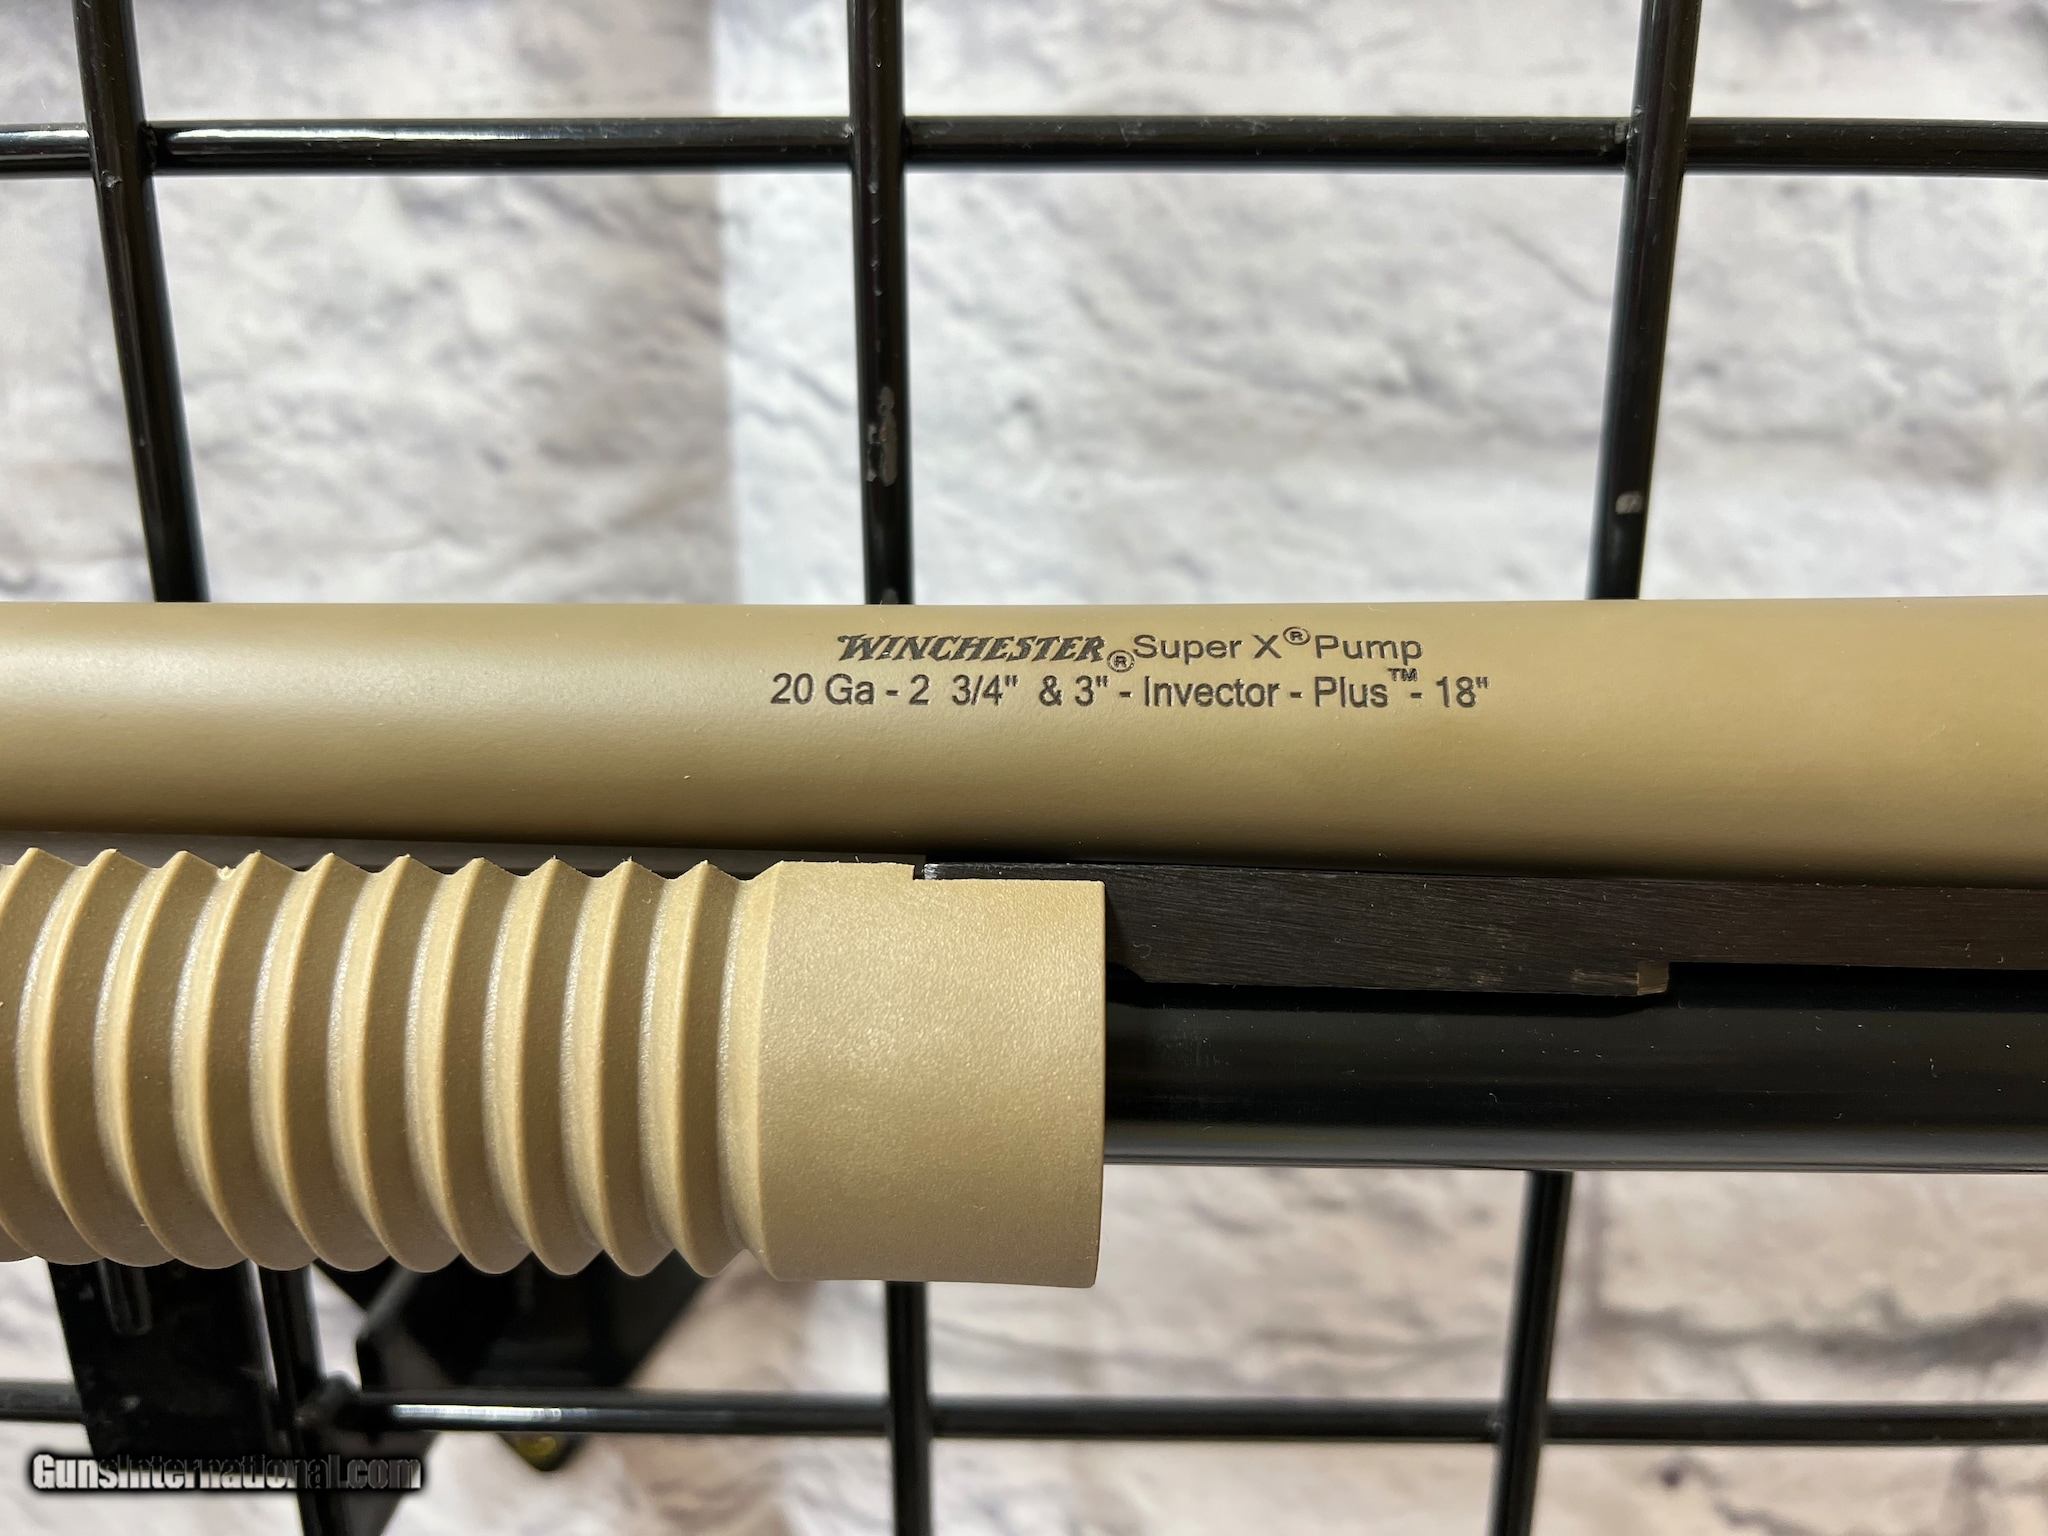 WINCHESTER® Super X® Pump
20 Ga - 2 3/4" & 3" - Invector - Plus™ - 18"
GunsInternational.com